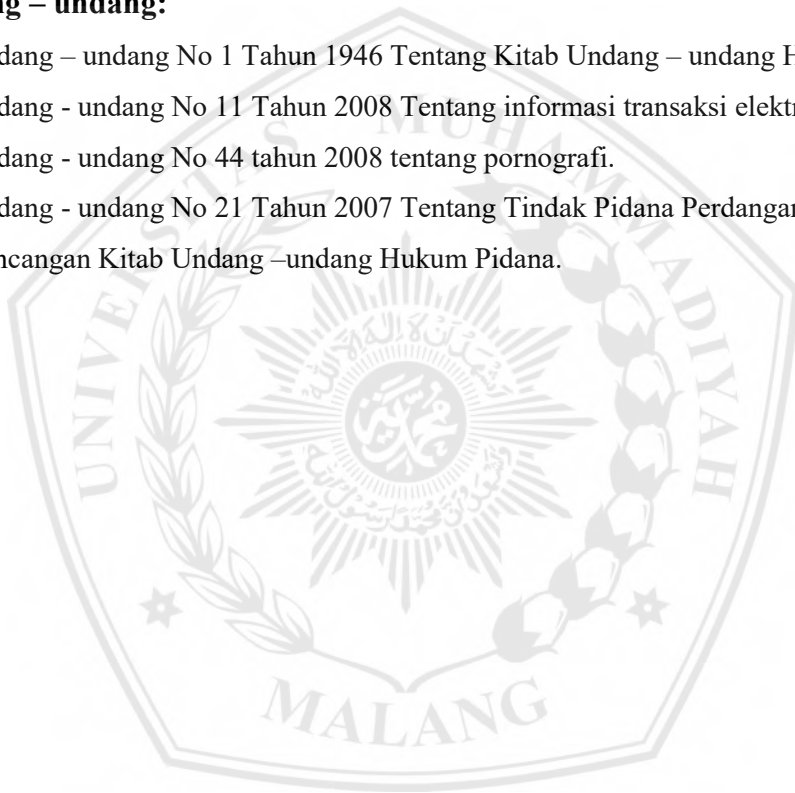 ng – undang:
dang – undang No 1 Tahun 1946 Tentang Kitab Undang – undang H
dang - undang No 11 Tahun 2008 Tentang informasi transaksi elektr
dang - undang No 44 tahun 2008 tentang pornografi.
dang - undang No 21 Tahun 2007 Tentang Tindak Pidana Perdangan
ncangan Kitab Undang –undang Hukum Pidana.
UNIVERSITAS MUHAMMADIYAH
MALANG